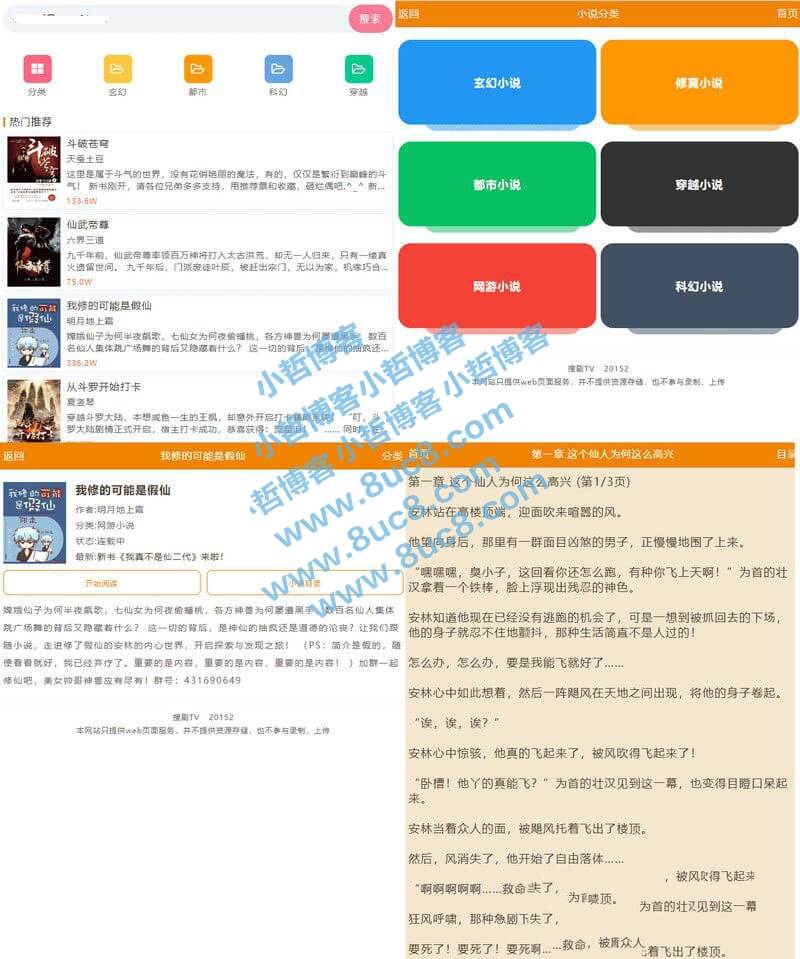 搜索
分类
玄幻
都市
科幻
穿越
热门推荐
斗破苍穹
天蚕土豆
这里是属于斗气的世界，没有花俏艳丽的魔法，有的，仅仅是繁衍到巅峰的斗
气！ 新书刚开，请各位兄弟多多支持，用推荐票和收藏，砸烂偶吧.^_^ 新...
133.6W
仙武帝尊
六界三道
九千年前，仙武帝尊率领百万神将打入太古洪荒，却无一人归来，只有一缕真
火遗留世间。 九千年后，门派废徒叶辰，被赶出宗门，无以为家，机缘巧合...
75.0W
我修的可能是假仙
明月地上霜
嫦娥仙子为何半夜飙歌，七仙女为何夜偷蟠桃，各方神兽为何屡遭黑手，数百
名仙人集体跳广场舞的背后又隐藏着什么？ 这一切的背后，是神仙的抽疯还...
336.2W
从斗罗开始打卡
夏竖琴
穿越斗罗大陆，本想咸鱼一生的王枫，却意外开启打卡
斗罗大陆剧情正式开启，宿主打卡成功，恭喜获得：
返回
小说分类
首页
玄幻小说
修真小说
都市小说
穿越小说
网游小说
科幻小说
搜剧TV 20152
本网站只提供web页面服务，并不提供资源存储，也不参与录制、上传
返回
我修的可能是假仙
分类
我修的可能是假仙
作者:明月地上霜
分类:网游小说
状态:连载中
最新:新书《我真不是仙二代》来啦！
开始阅读
小说目录
嫦娥仙子为何半夜飙歌，七仙女为何夜偷蟠桃，各方神兽为何屡遭黑手，数百名仙人集体
跳广场舞的背后又隐藏着什么？ 这一切的背后，是神仙的抽疯还是道德的沦丧？让我们跟
随小说，走进修了假仙的安林的内心世界，开启探索与发现之旅！ （PS：简介是假的，随
便看看就好，我已经弃疗了。重要的是内容，重要的是内容，重要的是内容！ ）加群一起
修仙吧，美女帅哥神兽应有尽有！群号：431690649
搜剧TV 20152
本网站只提供web页面服务，并不提供资源存储，也不参与录制、上传
首页
第一章 这个仙人为何这么高兴
目录
第一章 这个仙人为何这么高兴 (第1/3页)
安林站在高楼顶端，迎面吹来喧嚣的风。
他望向身后，那里有一群面目凶煞的男子，正慢慢地围了上来。
“嘿嘿嘿，臭小子，这回看你还怎么跑，有种你飞上天啊！”为首的壮
汉拿着一个铁棒，脸上浮现出残忍的神色。
安林知道他现在已经没有逃跑的机会了，可是一想到被抓回去的下场，
他的身子就忍不住地颤抖，那种生活简直不是人过的！
怎么办，怎么办，要是我能飞就好了……
安林心中如此想着，然后一阵飓风在天地之间出现，将他的身子卷起。
“诶，诶，诶？”
安林心中惊骇，他真的飞起来了，被风吹得飞起来了！
“卧槽！他丫的真能飞？”为首的壮汉见到这一幕，也变得目瞪口呆起
来。
安林当着众人的面，被飓风托着飞出了楼顶。
然后，风消失了，他开始了自由落体……
“啊啊啊啊啊……救命
，被风吹得飞起来
为首的壮汉见到这一幕
狂风呼啸，那种急剧下
要死了！要死了！要死啊……救命，被
着飞出了楼顶。
小哲博客小哲博客
小哲博客小哲博客
www.8uc8.com
www.8uc8.com